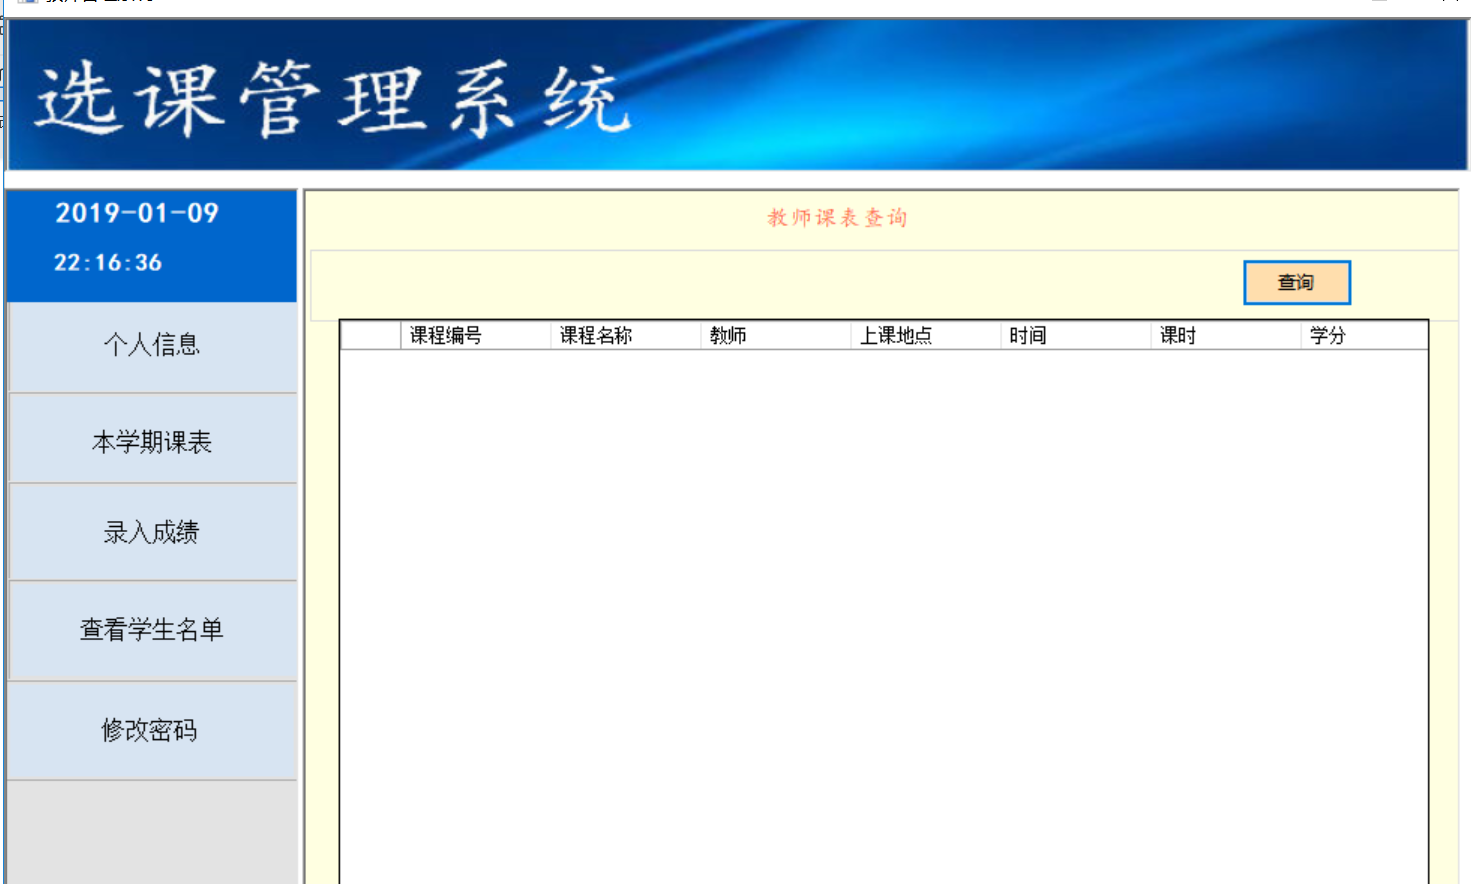 选课管理系统
2019-01-09
22:16:36
个人信息
本学期课表
录入成绩
查看学生名单
修改密码
教师课表查询
查询
课程编号 课程名称 教师 上课地点 时间 课时 学分